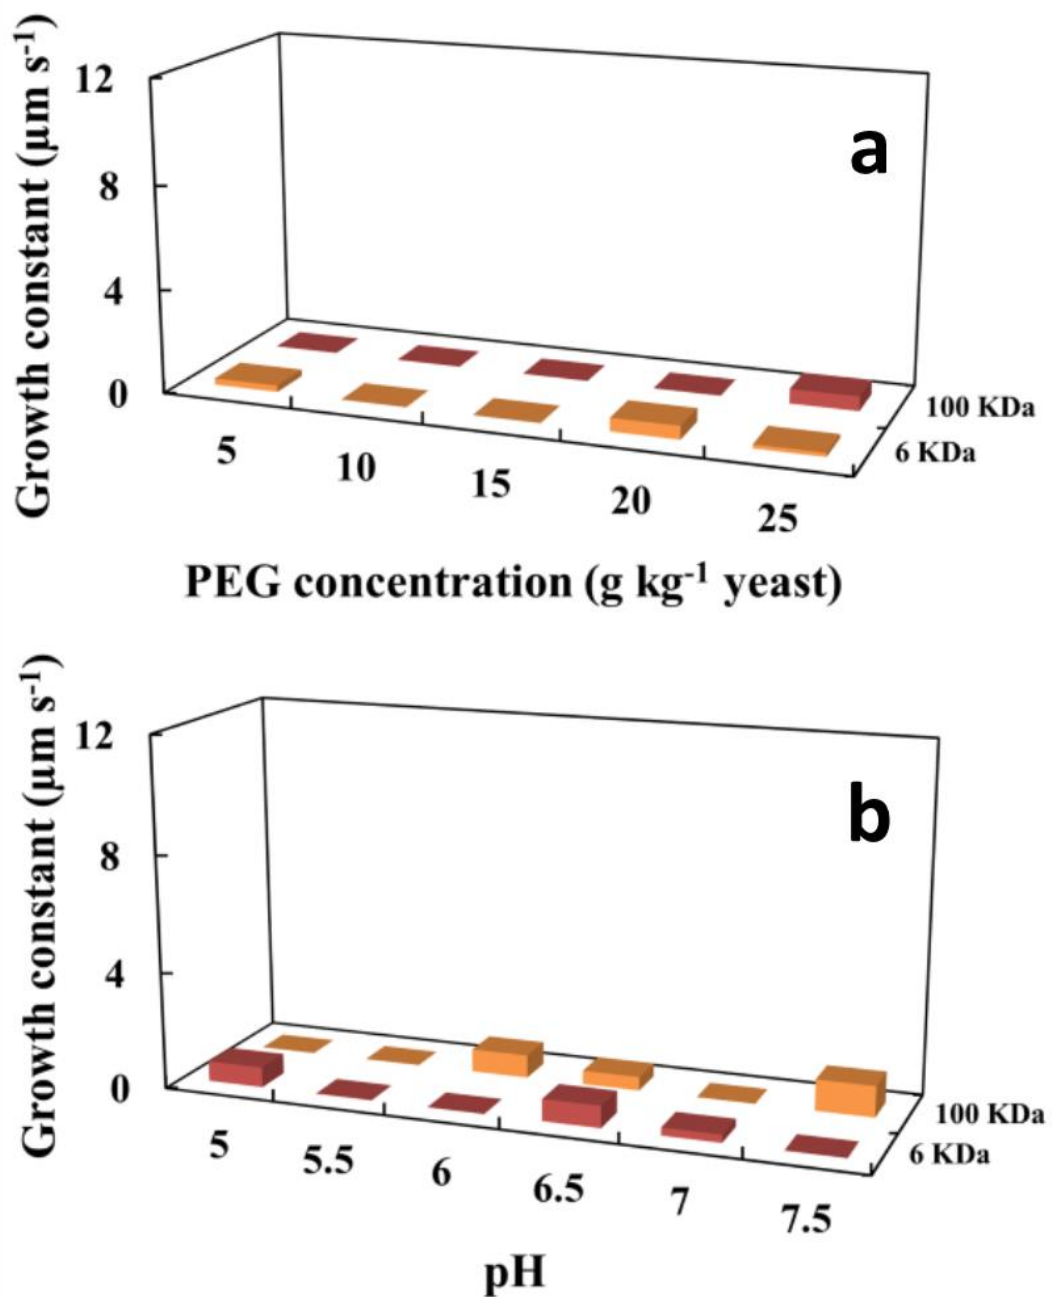 Growth constant (µm s⁻¹)
12
8
4
0
a
100 KDa
6 KDa
5
10
15
20
25
PEG concentration (g kg⁻¹ yeast)
Growth constant (µm s⁻¹)
12
8
4
0
b
100 KDa
6 KDa
5
5.5
6
6.5
7
7.5
pH